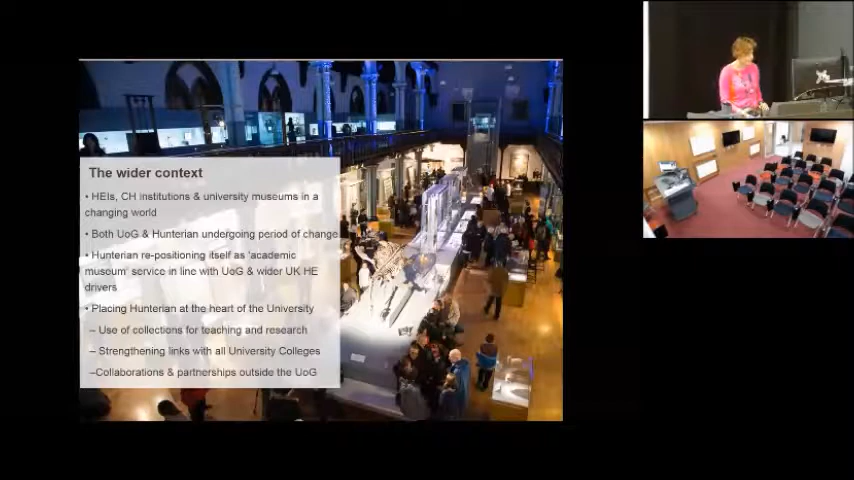 The wider context
• HEIs, CH institutions & university museums in a
changing world
• Both UoG & Hunterian undergoing period of change
• Hunterian re-positioning itself as 'academic
museum' service in line with UoG & wider UK HE
drivers
• Placing Hunterian at the heart of the University
– Use of collections for teaching and research
– Strengthening links with all University Colleges
–Collaborations & partnerships outside the UoG